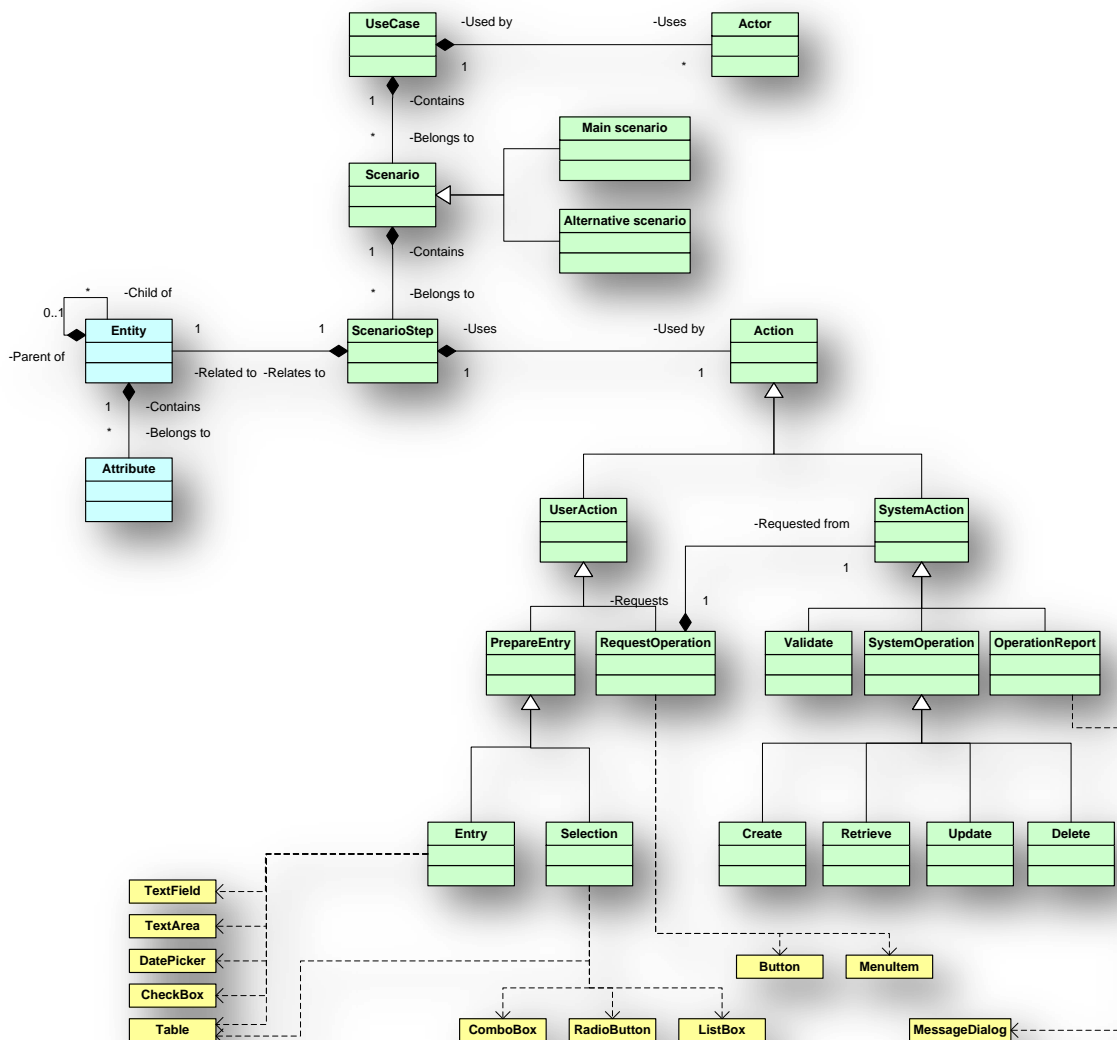 UseCase
-Used by
-Uses
Actor
1
*
1
-Contains
*
-Belongs to
Main scenario
Scenario
Alternative scenario
1
-Contains
*
-Belongs to
*
-Child of
0..1
Entity
1
1
ScenarioStep
-Uses
-Used by
Action
-Parent of
-Related to
-Relates to
1
1
1
-Contains
*
-Belongs to
Attribute
UserAction
SystemAction
-Requested from
1
-Requests
1
PrepareEntry
RequestOperation
Validate
SystemOperation
OperationReport
Entry
Selection
Create
Retrieve
Update
Delete
TextField
TextArea
DatePicker
Button
MenuItem
CheckBox
Table
ComboBox
RadioButton
ListBox
MessageDialog